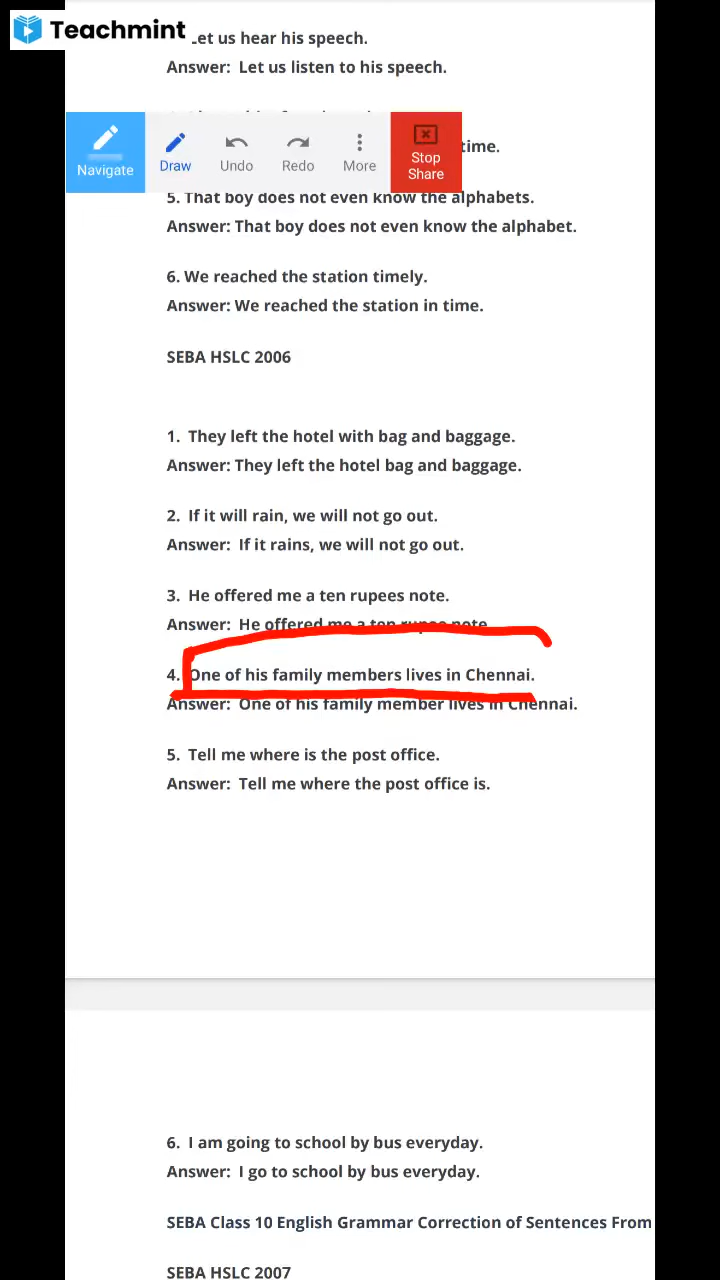 Teachmint
Let us hear his speech.
Answer: Let us listen to his speech.
time.
Navigate
Draw
Undo
Redo
More
Stop
Share
5. That boy does not even know the alphabets.
Answer: That boy does not even know the alphabet.
6. We reached the station timely.
Answer: We reached the station in time.
SEBA HSLC 2006
1. They left the hotel with bag and baggage.
Answer: They left the hotel bag and baggage.
2. If it will rain, we will not go out.
Answer: If it rains, we will not go out.
3. He offered me a ten rupees note.
Answer: He offered me a ten rupee note.
4. One of his family members lives in Chennai.
Answer: One of his family member lives in Chennai.
5. Tell me where is the post office.
Answer: Tell me where the post office is.
6. I am going to school by bus everyday.
Answer: I go to school by bus everyday.
SEBA Class 10 English Grammar Correction of Sentences From
SEBA HSLC 2007